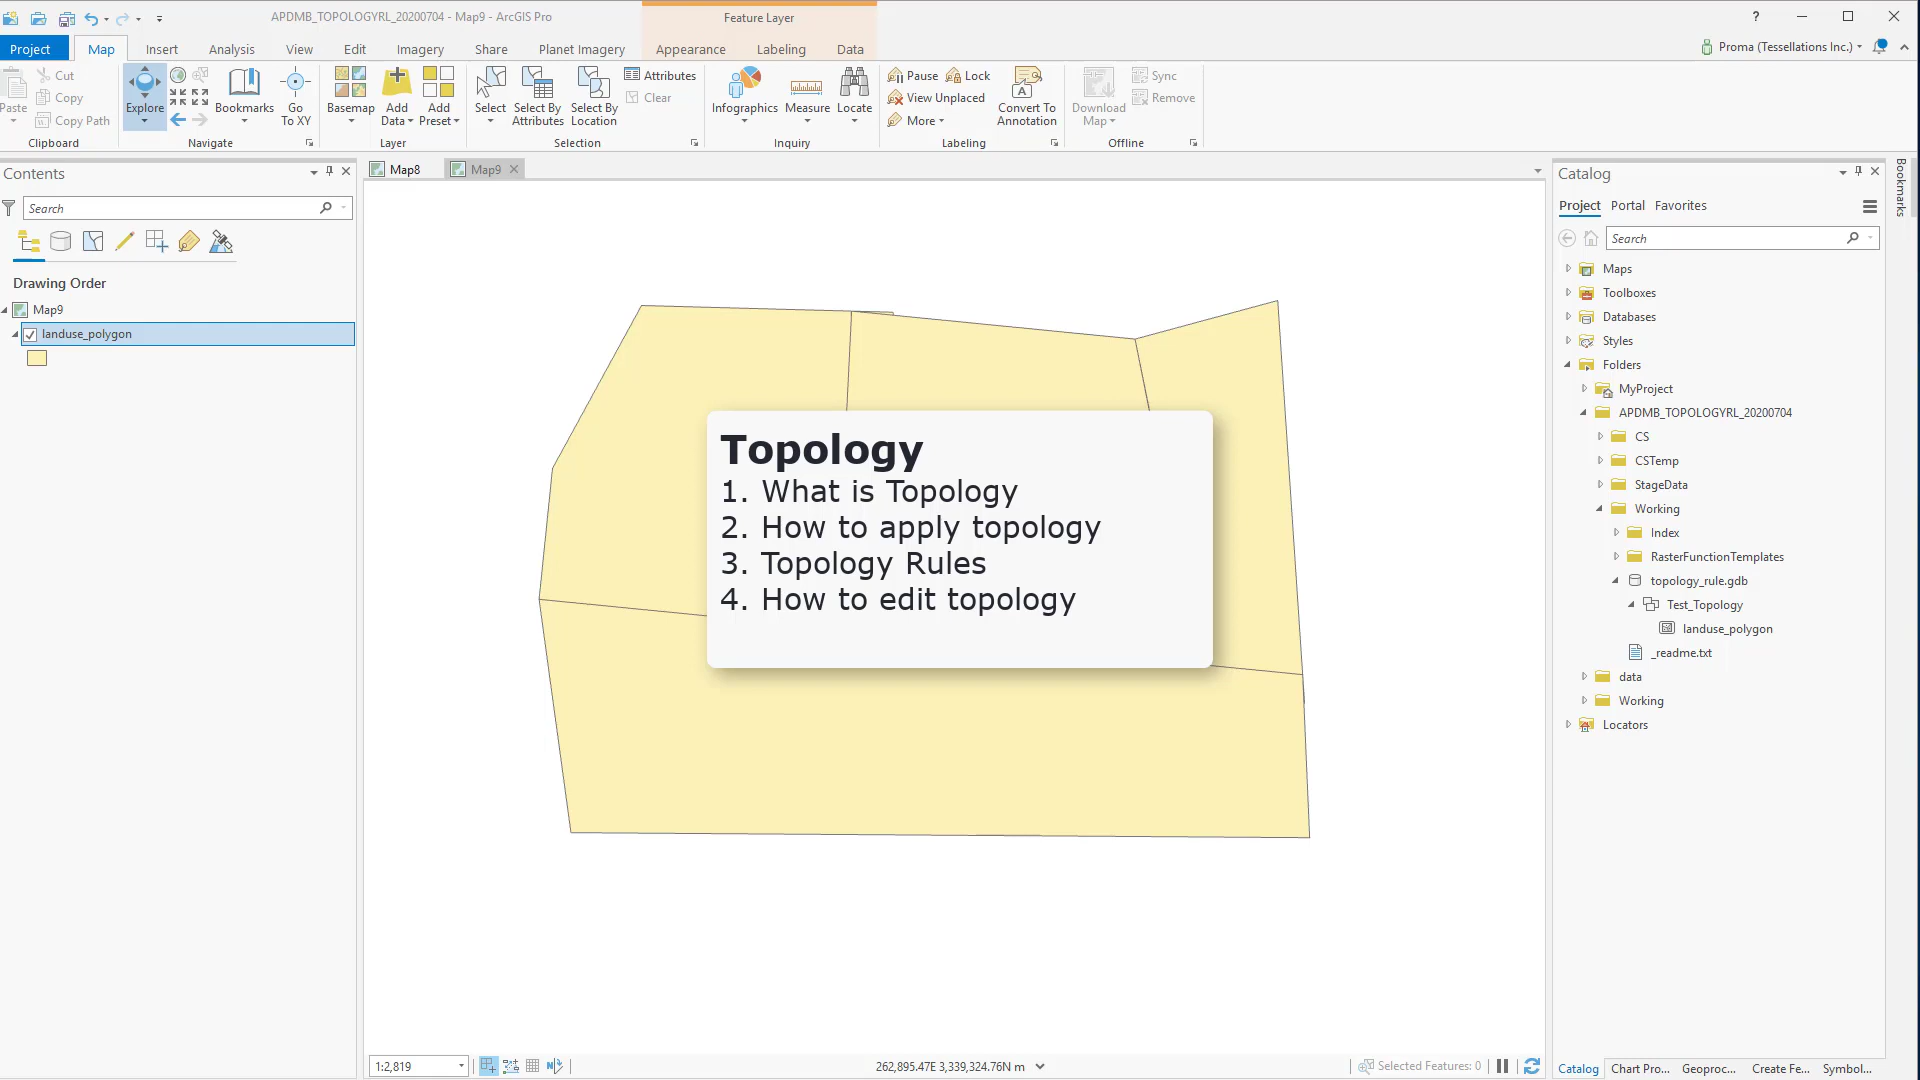 APDMB_TOPOLOGYRL_20200704 - Map9 - ArcGIS Pro
Feature Layer
?
Project Map Insert Analysis View Edit Imagery Share Planet Imagery Appearance Labeling Data
Proma (Tessellations Inc.)
Paste
Cut
Copy
Copy Path
Clipboard
Explore
Bookmarks
Go To XY
Navigate
Basemap
Add Data
Add Preset
Layer
Select
Select By Attributes
Select By Location
Attributes
Clear
Selection
Infographics
Measure
Locate
Inquiry
Pause
Lock
View Unplaced
More
Convert To Annotation
Labeling
Download Map
Sync
Remove
Offline
Contents
Search
Drawing Order
Map9
landuse_polygon
Map8
Map9
Topology
1. What is Topology
2. How to apply topology
3. Topology Rules
4. How to edit topology
1:2,819
262,895.47E 3,339,324.76N m
Selected Features: 0
Catalog
Project Portal Favorites
Search
Maps
Toolboxes
Databases
Styles
Folders
MyProject
APDMB_TOPOLOGYRL_20200704
CS
CSTemp
StageData
Working
Index
RasterFunctionTemplates
topology_rule.gdb
Test_Topology
landuse_polygon
_readme.txt
data
Working
Locators
Catalog Chart Pro... Geoproc... Create Fe... Symbol...
Bookmarks